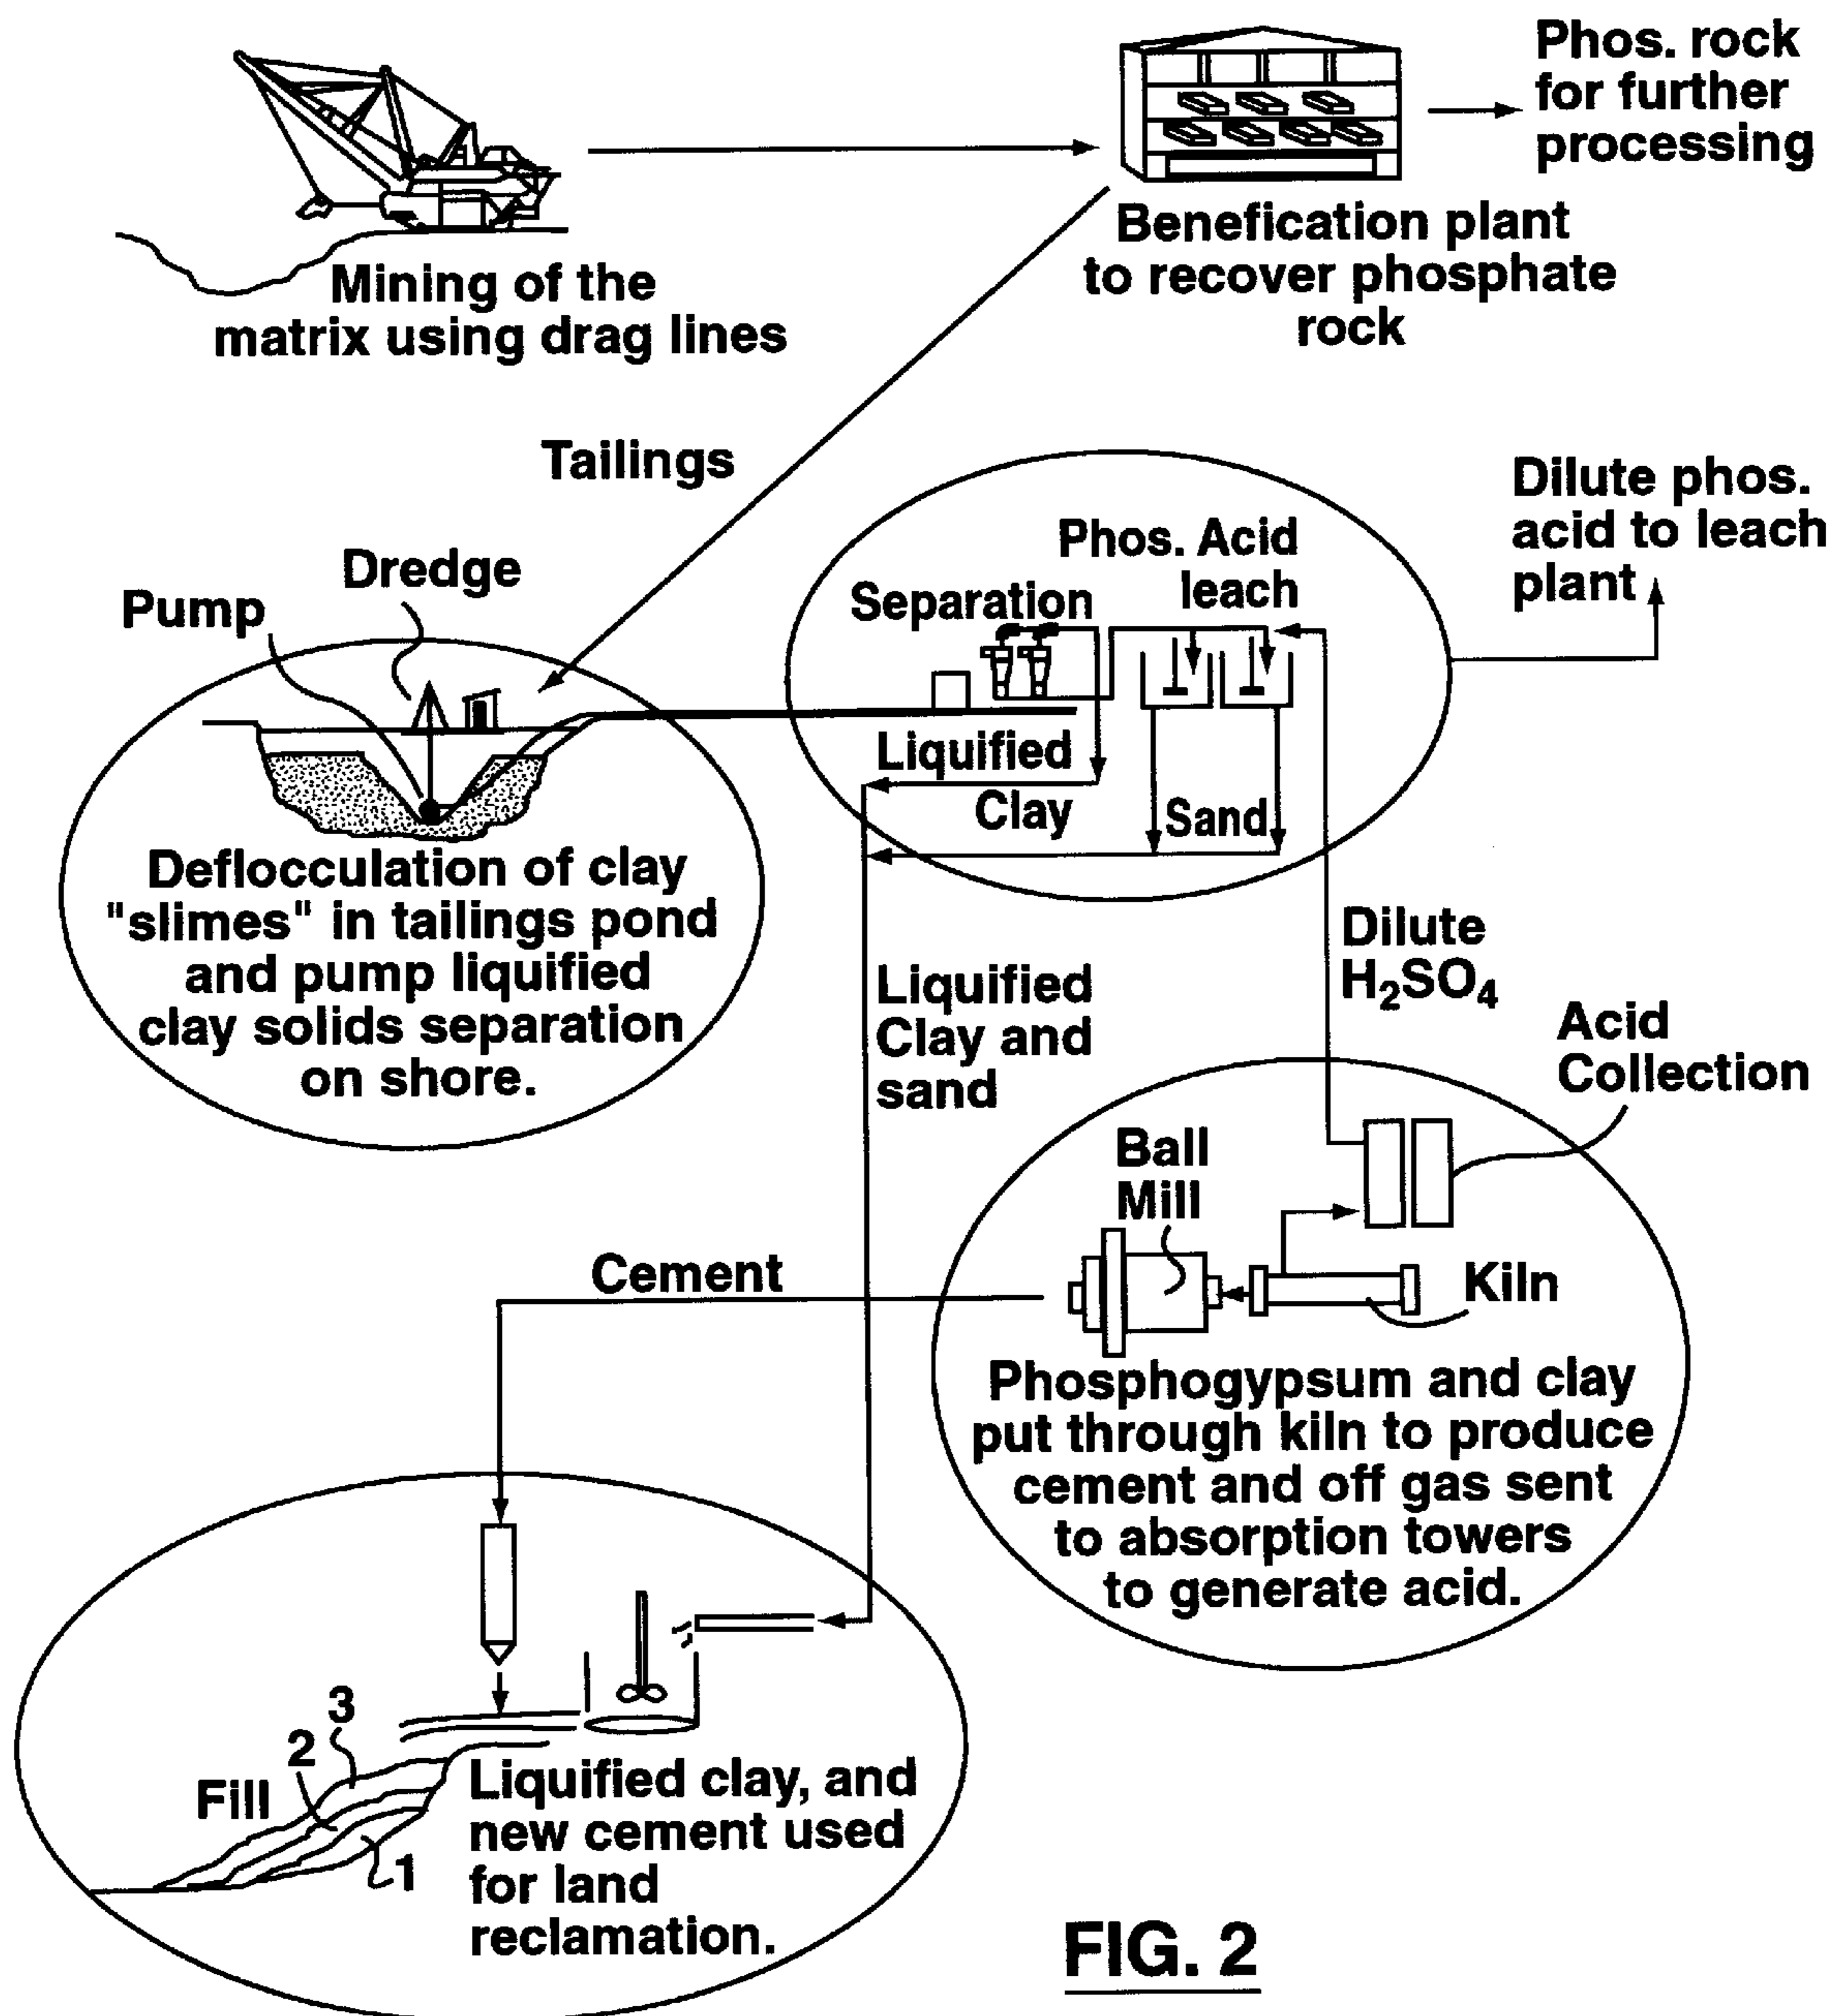 Phos. rock
for further
processing
Benefication plant
to recover phosphate
rock
Mining of the
matrix using drag lines
Tailings
Dredge
Pump
Deflocculation of clay
"slimes" in tailings pond
and pump liquified
clay solids separation
on shore.
Phos. Acid
leach
Separation
Liquified
Clay
Sand
Dilute phos.
acid to leach
plant
Liquified
Clay and
sand
Dilute
H₂SO₄
Acid
Collection
Ball
Mill
Kiln
Cement
Phosphogypsum and clay
put through kiln to produce
cement and off gas sent
to absorption towers
to generate acid.
3
2
Fill
1
Liquified clay, and
new cement used
for land
reclamation.
FIG. 2